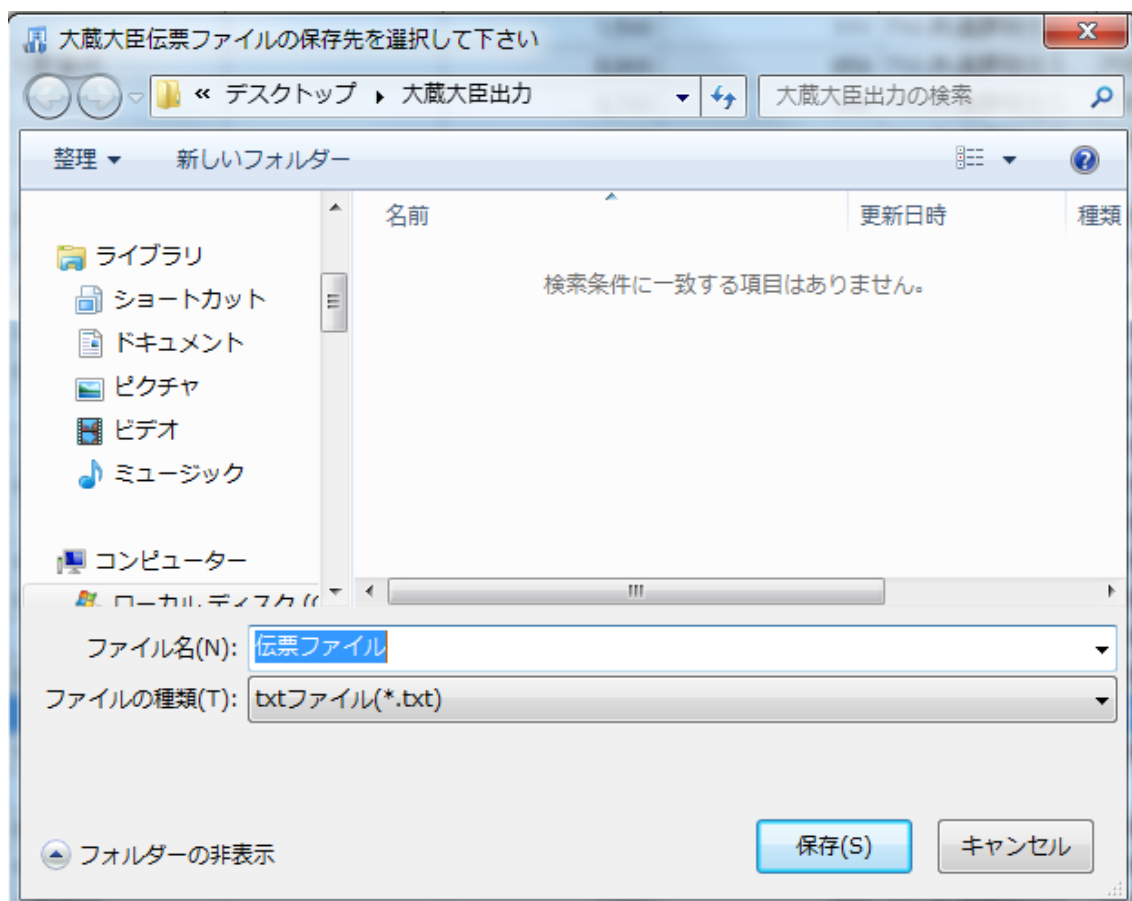 大蔵大臣伝票ファイルの保存先を選択して下さい
« デスクトップ ▸ 大蔵大臣出力
大蔵大臣出力の検索
整理 新しいフォルダー
名前 更新日時 種類
検索条件に一致する項目はありません。
ライブラリ
ショートカット
ドキュメント
ピクチャ
ビデオ
ミュージック
コンピューター
ローカル ディスク (C
ファイル名(N): 伝票ファイル
ファイルの種類(T): txtファイル(*.txt)
フォルダーの非表示
保存(S) キャンセル